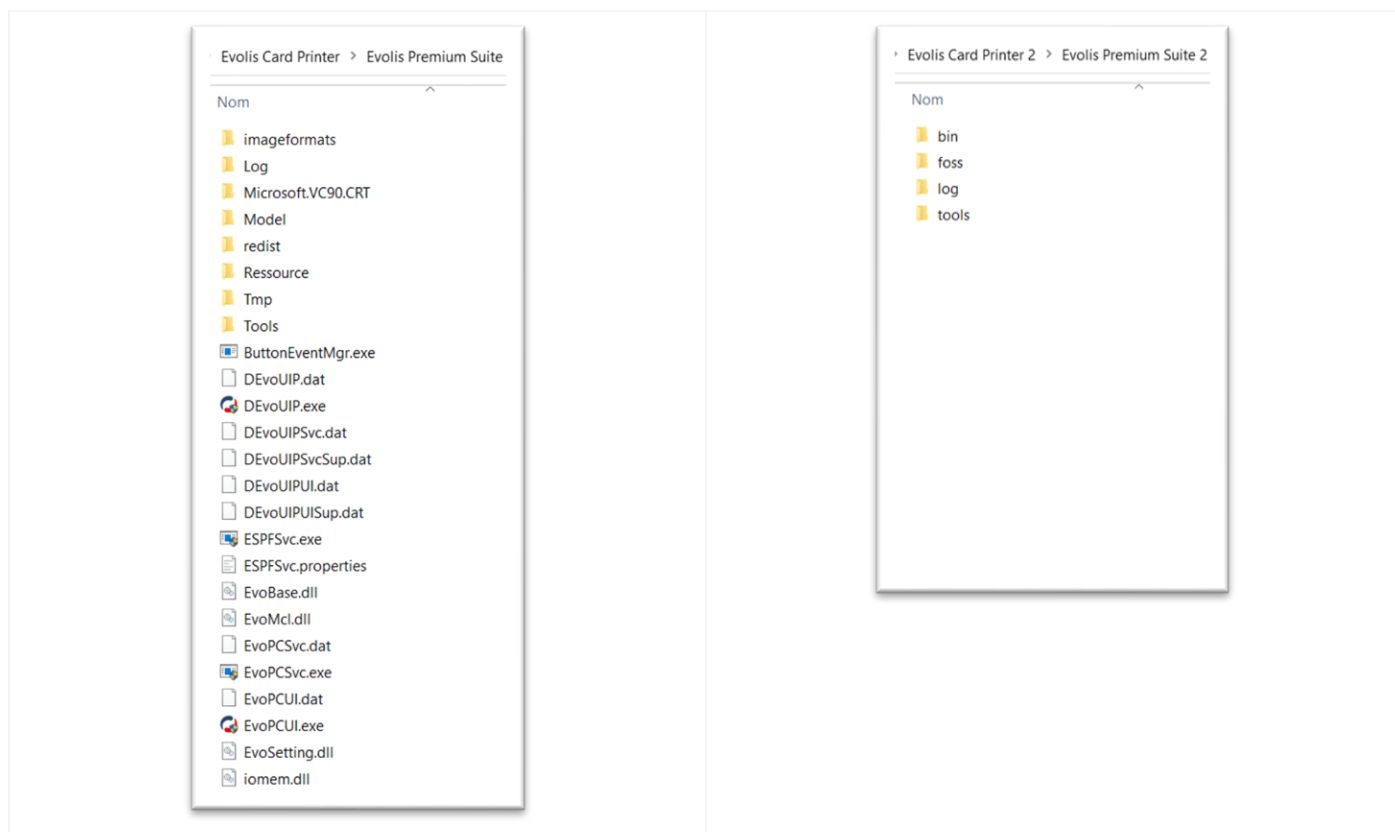 Evolis Card Printer > Evolis Premium Suite
Nom
imageformats
Log
Microsoft.VC90.CRT
Model
redist
Ressource
Tmp
Tools
ButtonEventMgr.exe
DEvoUIP.dat
DEvoUIP.exe
DEvoUIPSvc.dat
DEvoUIPSvcSup.dat
DEvoUIPUI.dat
DEvoUIPUISup.dat
ESPFSvc.exe
ESPFSvc.properties
EvoBase.dll
EvoMcl.dll
EvoPCSvc.dat
EvoPCSvc.exe
EvoPCUI.dat
EvoPCUI.exe
EvoSetting.dll
iomem.dll
Evolis Card Printer 2 > Evolis Premium Suite 2
Nom
bin
foss
log
tools